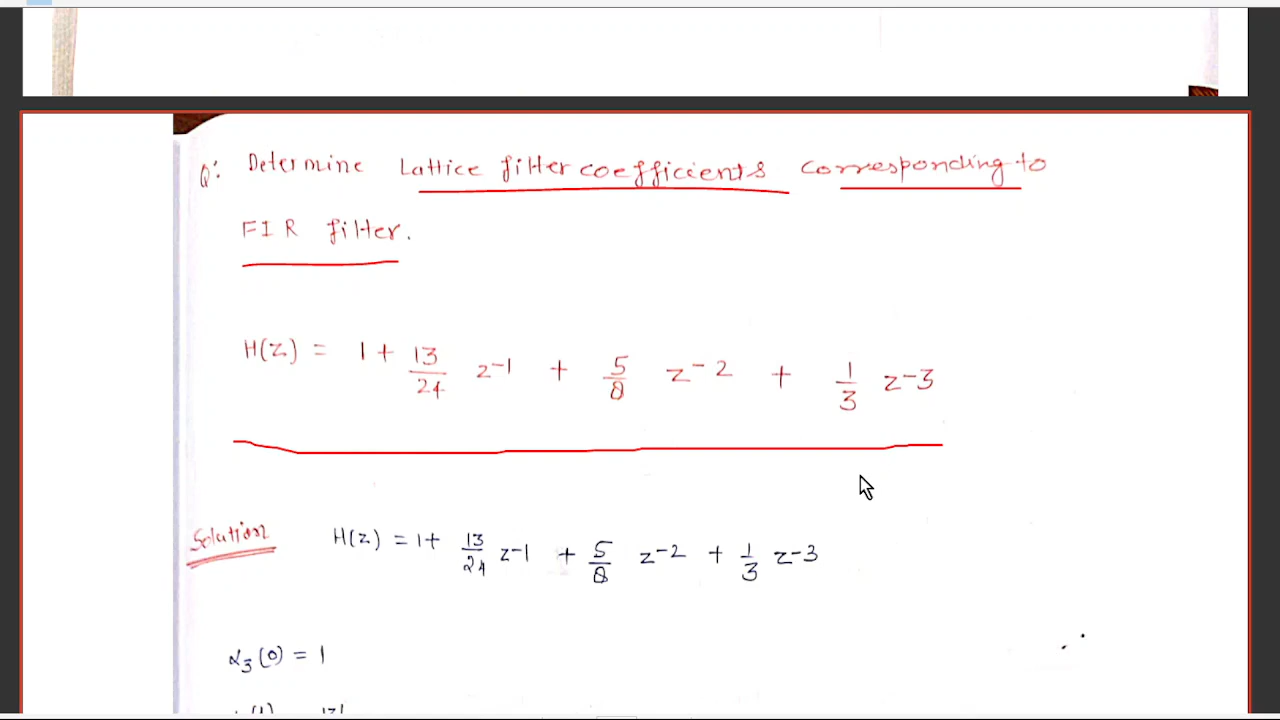 Q: Determine Lattice filter coefficients corresponding to
FIR filter.
H(z) = 1 + 13/24 z-1 + 5/8 z-2 + 1/3 z-3
Solution H(z) = 1 + 13/24 z-1 + 5/8 z-2 + 1/3 z-3
α3(0) = 1